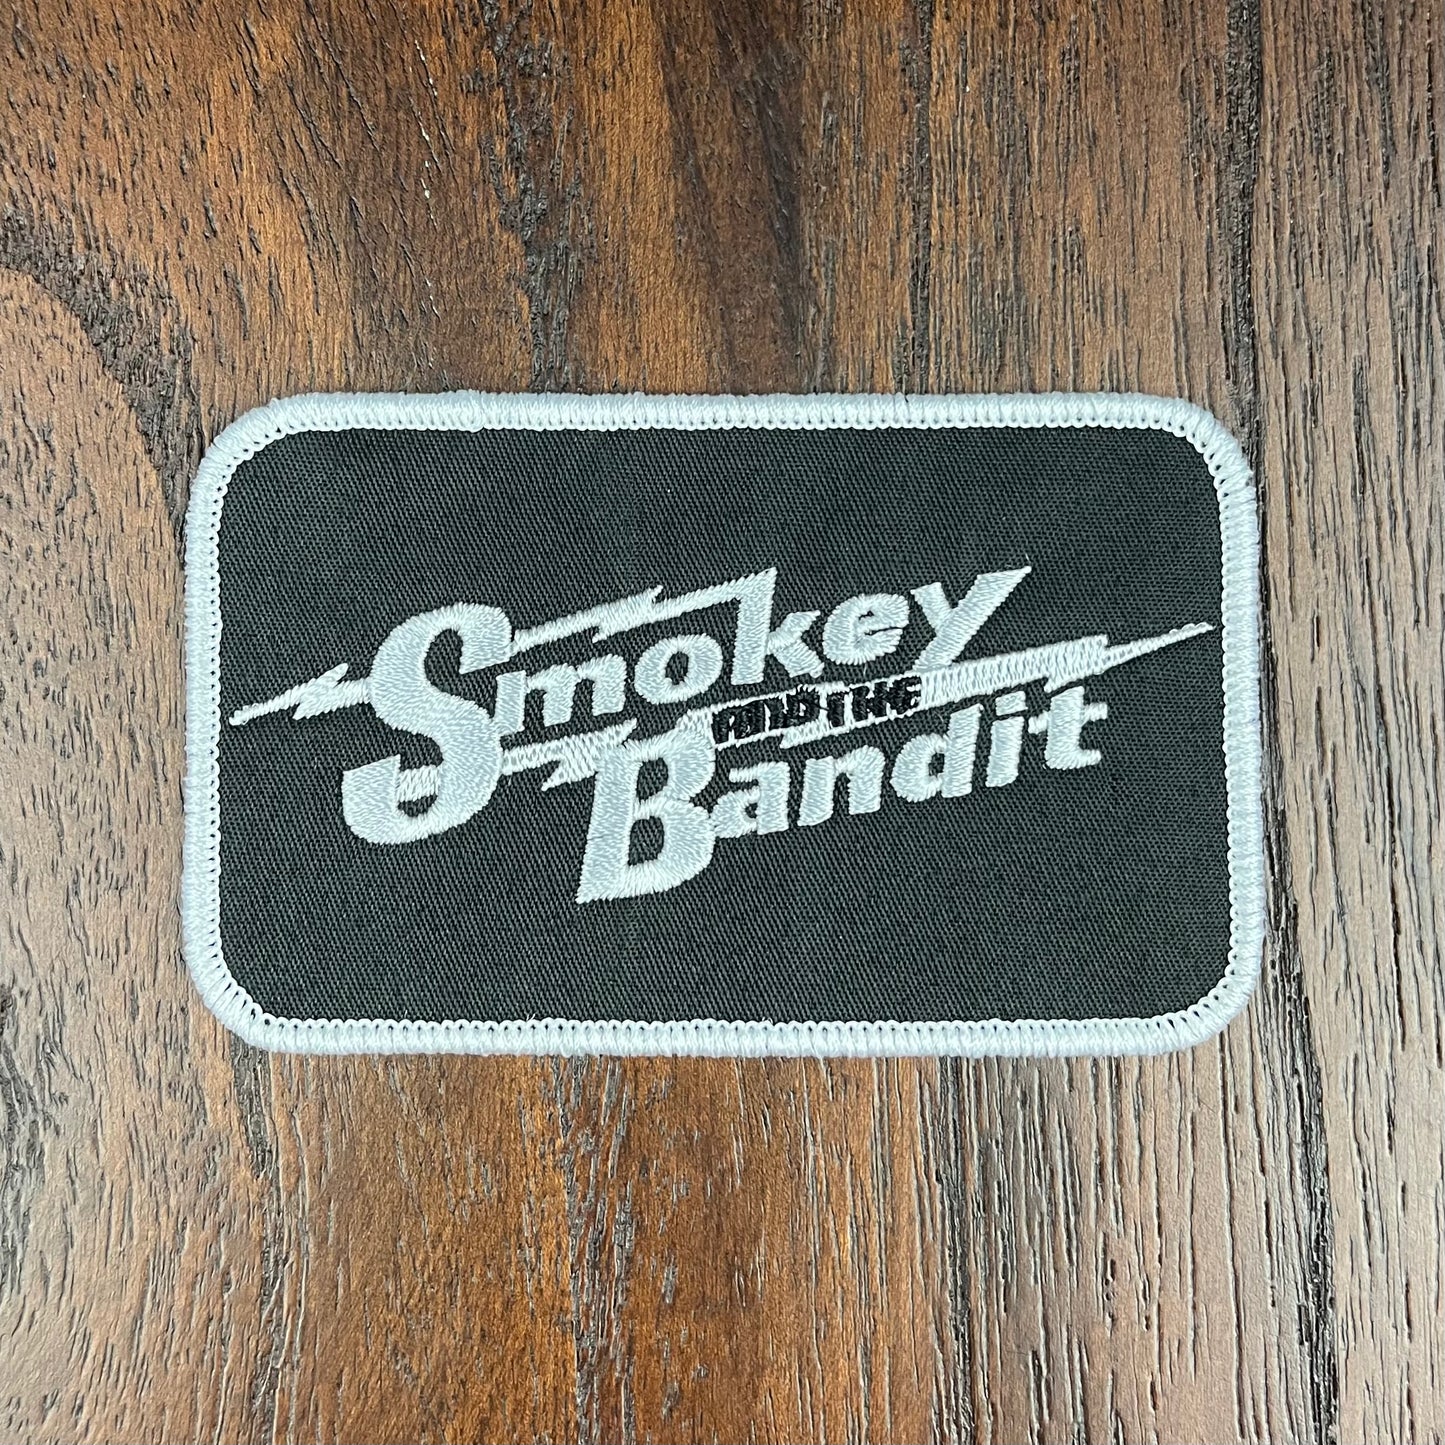 Smokey
AND THE
Bandit